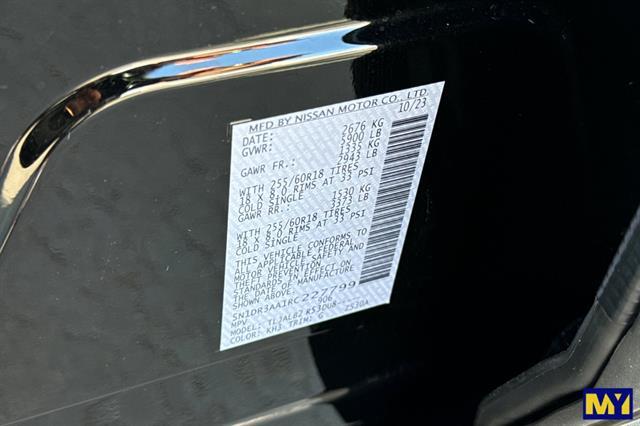 MFD BY NISSAN MOTOR CO., LTD.
DATE: 10/23
GVWR: 2676 KG
5900 LB
GAWR FR.: 1335 KG
2943 LB
WITH 255/60R18 TIRES
18 X 8.0 RIMS AT 33 PSI
COLD SINGLE
GAWR RR.: 1530 KG
3373 LB
WITH 255/60R18 TIRES
18 X 8.0 RIMS AT 33 PSI
COLD SINGLE
THIS VEHICLE CONFORMS TO
ALL APPLICABLE FEDERAL
MOTOR VEHICLE SAFETY AND
THEFT PREVENTION
STANDARDS IN EFFECT ON
THE DATE OF MANUFACTURE
SHOWN ABOVE.
5N1DR3AA1RC227799
MPV 006
COLOR: KH3 TRIM: G
MY